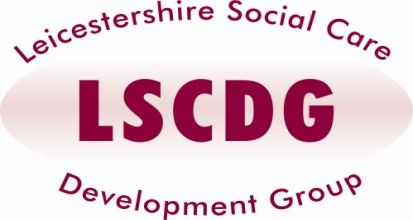 Leicestershire Social Care
LSCDG
Development Group